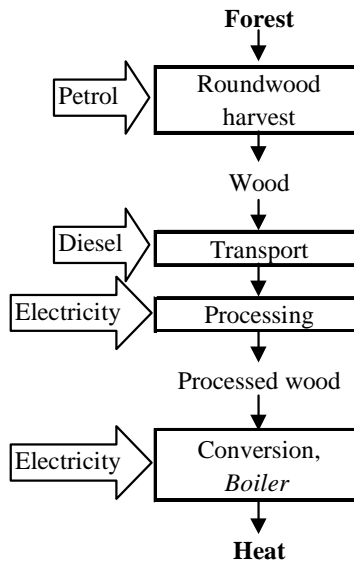 Forest
Petrol
Roundwood
harvest
Wood
Diesel
Transport
Electricity
Processing
Processed wood
Electricity
Conversion,
Boiler
Heat